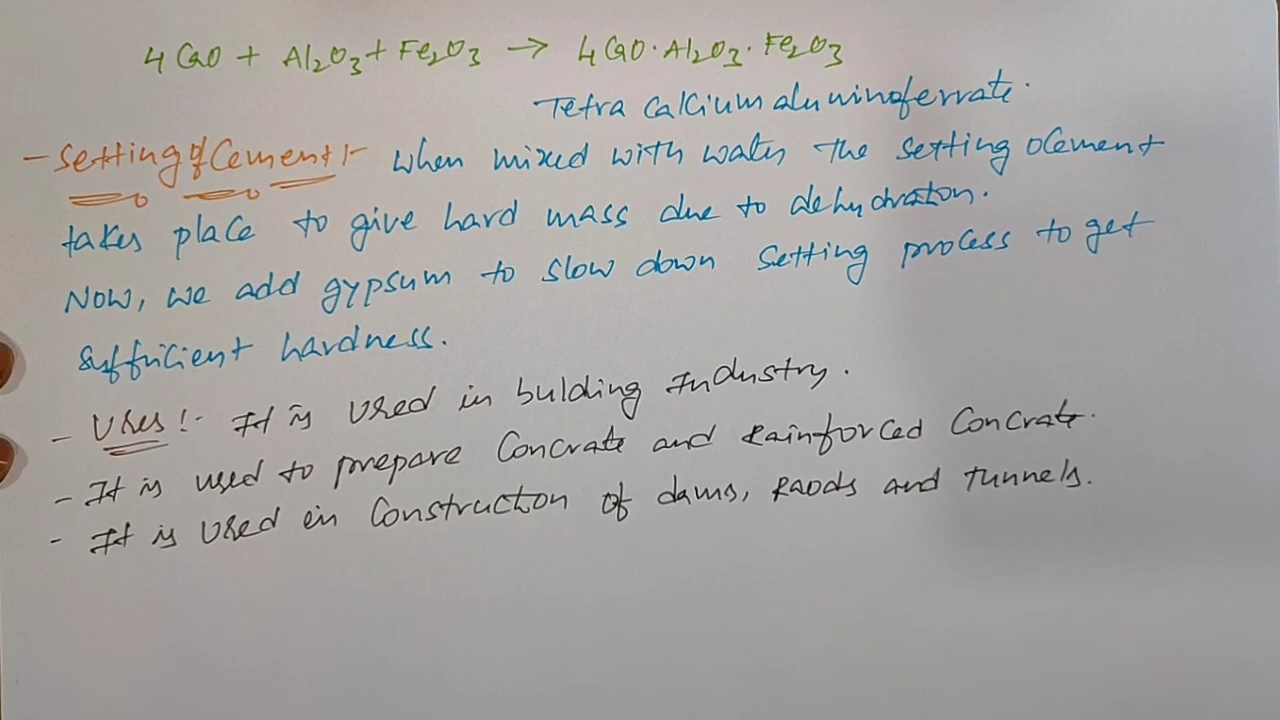 4CaO + Al₂O₃ + Fe₂O₃ → 4CaO·Al₂O₃·Fe₂O₃
Tetra Calcium aluminoferrate.
- Setting of Cement :- when mixed with water the setting of cement
takes place to give hard mass due to dehydration.
Now, we add gypsum to slow down setting process to get
sufficient hardness.
- Uses :- It is used in bulding Industry.
- It is used to prepare Concrate and Rainforced Concrate.
- It is used in Construction of dams, Raods and Tunnels.